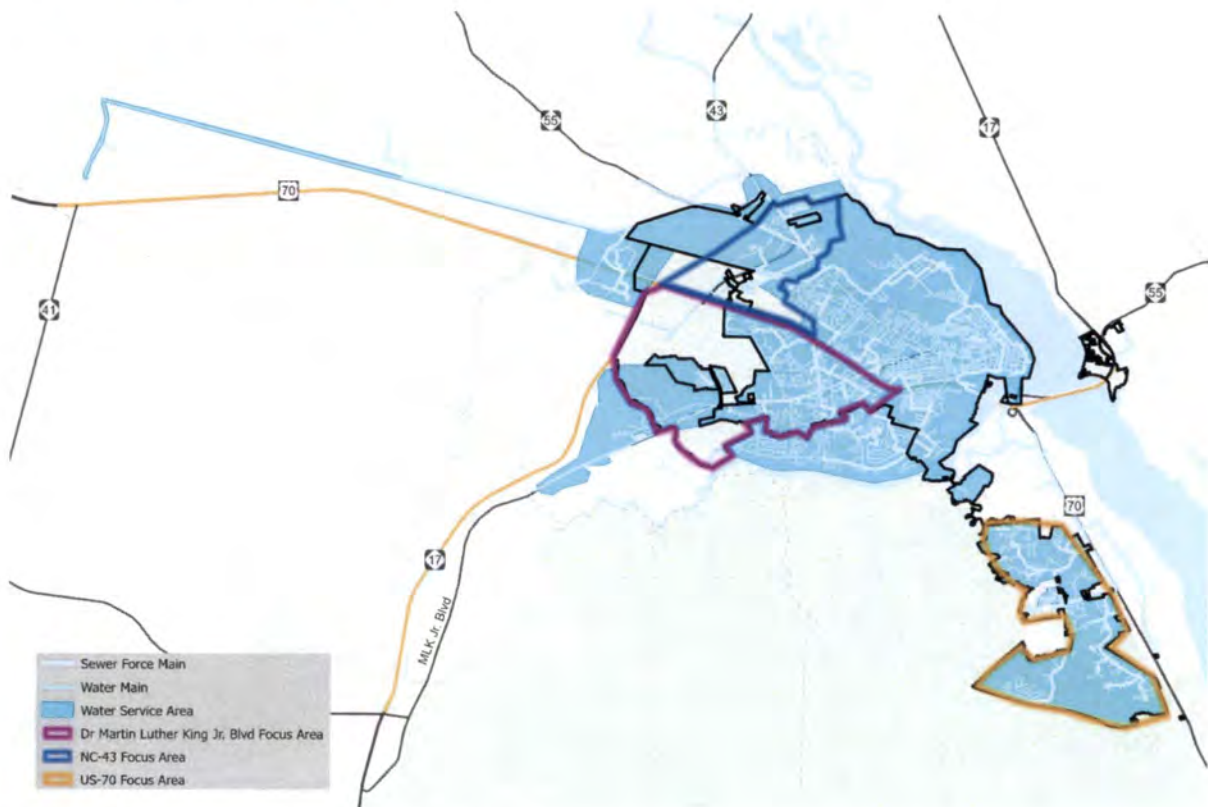 43
55
17
70
55
41
70
17
MLK Jr. Blvd
Sewer Force Main
Water Main
Water Service Area
Dr Martin Luther King Jr. Blvd Focus Area
NC-43 Focus Area
US-70 Focus Area